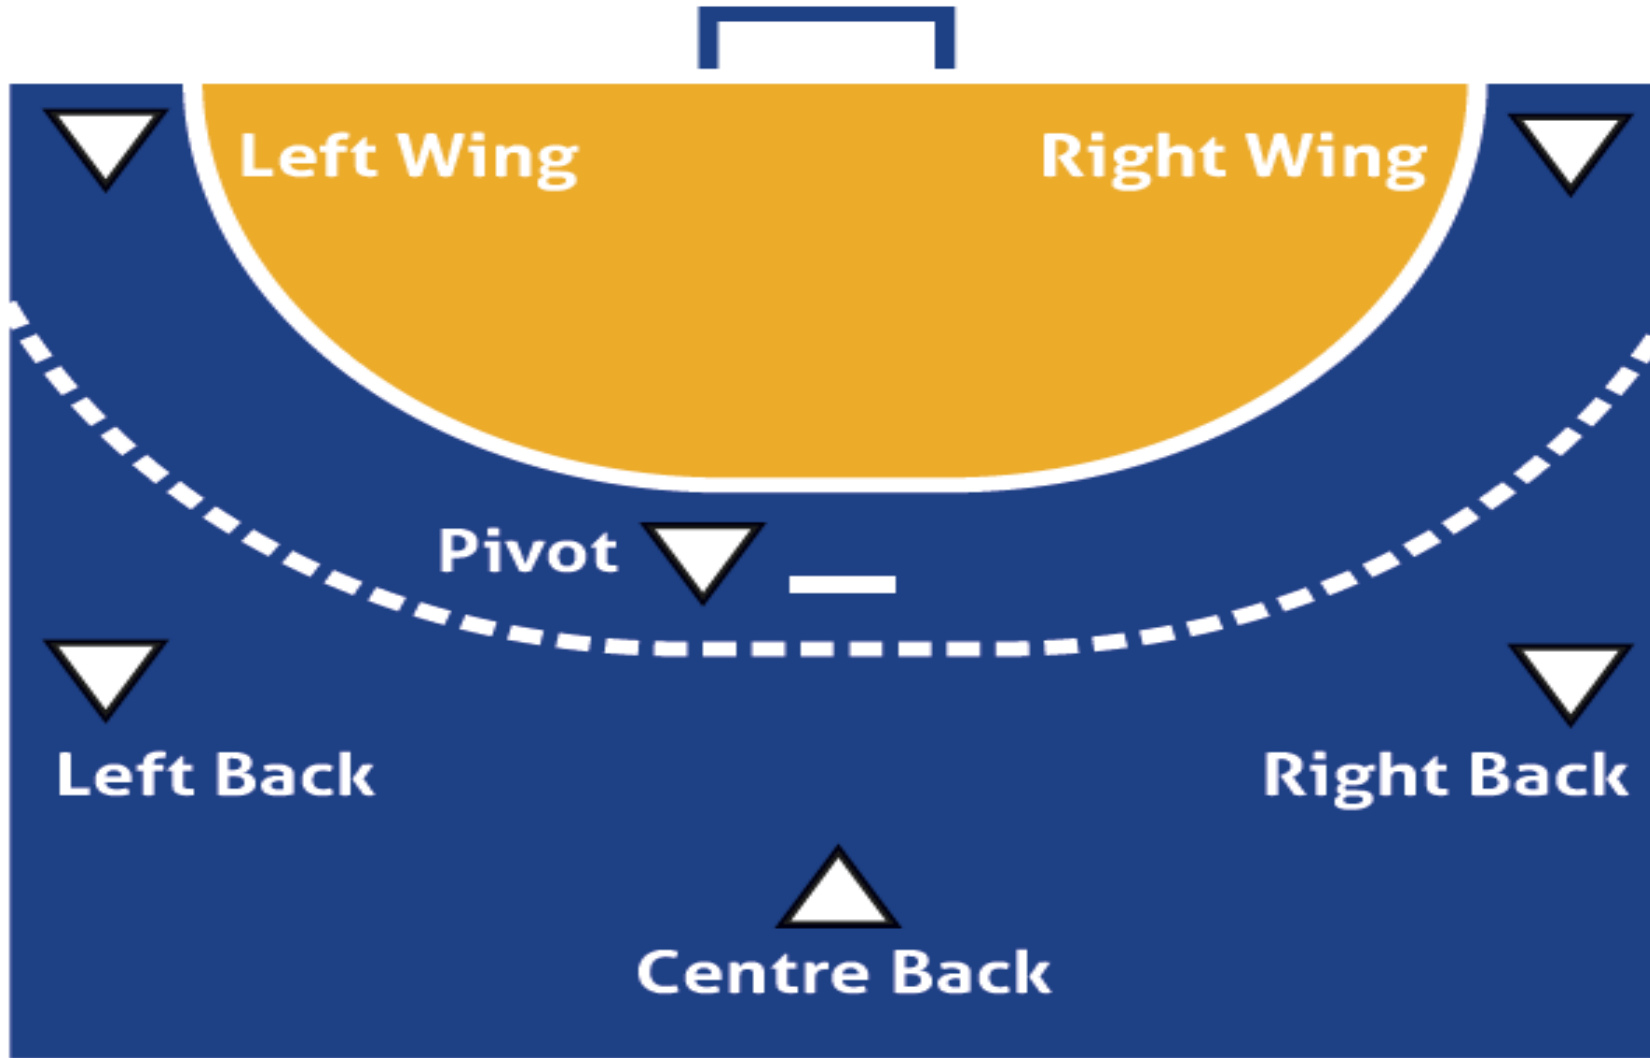 Left Wing
Right Wing
Pivot
Left Back
Right Back
Centre Back